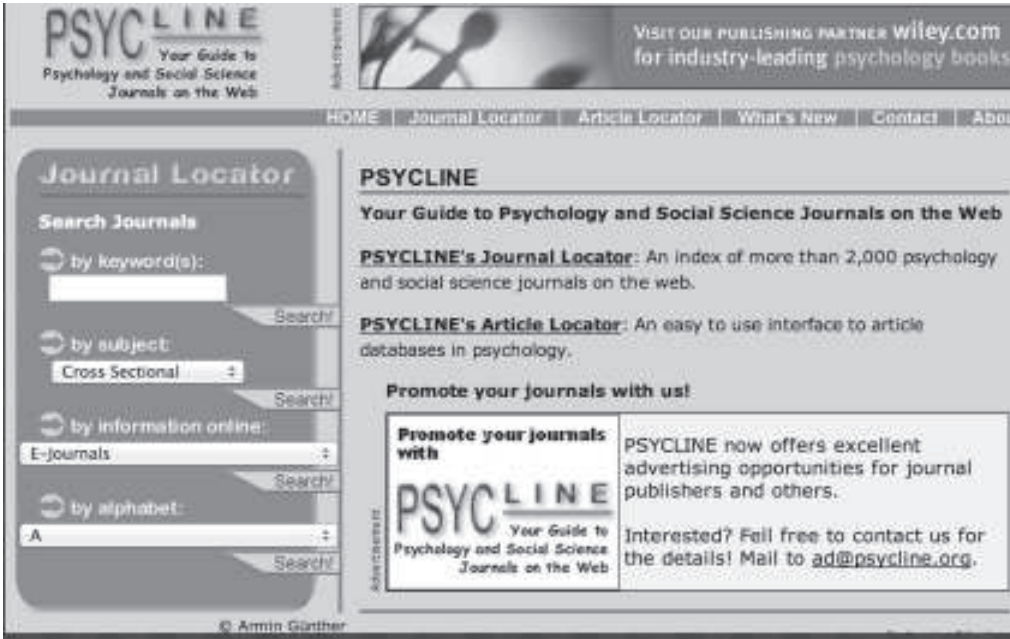 PSYCLINE
Your Guide to
Psychology and Social Science
Journals on the Web
Advertisement
VISIT OUR PUBLISHING PARTNER wiley.com
for industry-leading psychology books
HOME | Journal Locator | Article Locator | What's New | Contact | Abou
Journal Locator
Search Journals
by keyword(s):
Search!
by subject:
Cross Sectional
Search!
by information online:
E-Journals
Search!
by alphabet:
A
Search!
© Armin Günther
PSYCLINE
Your Guide to Psychology and Social Science Journals on the Web
PSYCLINE's Journal Locator: An index of more than 2,000 psychology
and social science journals on the web.
PSYCLINE's Article Locator: An easy to use interface to article
databases in psychology.
Promote your journals with us!
Advertisement
Promote your journals
with
PSYCLINE
Your Guide to
Psychology and Social Science
Journals on the Web
PSYCLINE now offers excellent
advertising opportunities for journal
publishers and others.
Interested? Fell free to contact us for
the details! Mail to ad@psycline.org.